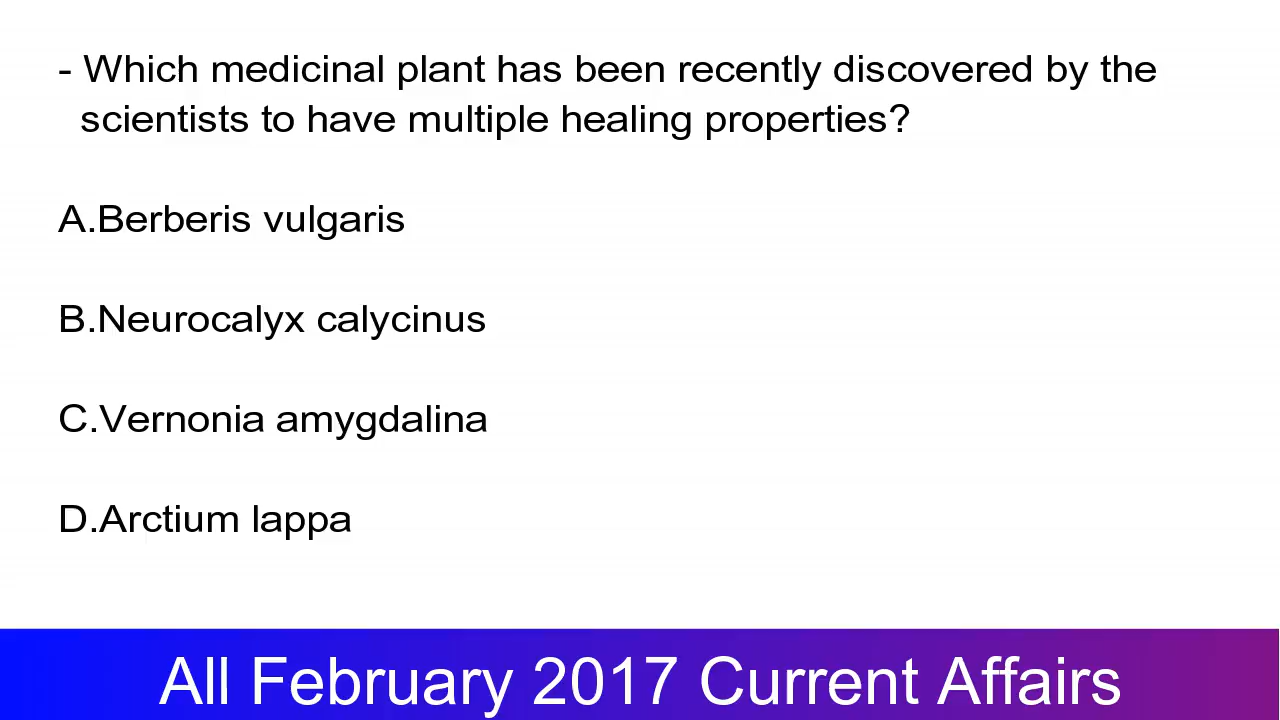 - Which medicinal plant has been recently discovered by the
scientists to have multiple healing properties?
A.Berberis vulgaris
B.Neurocalyx calycinus
C.Vernonia amygdalina
D.Arctium lappa
All February 2017 Current Affairs